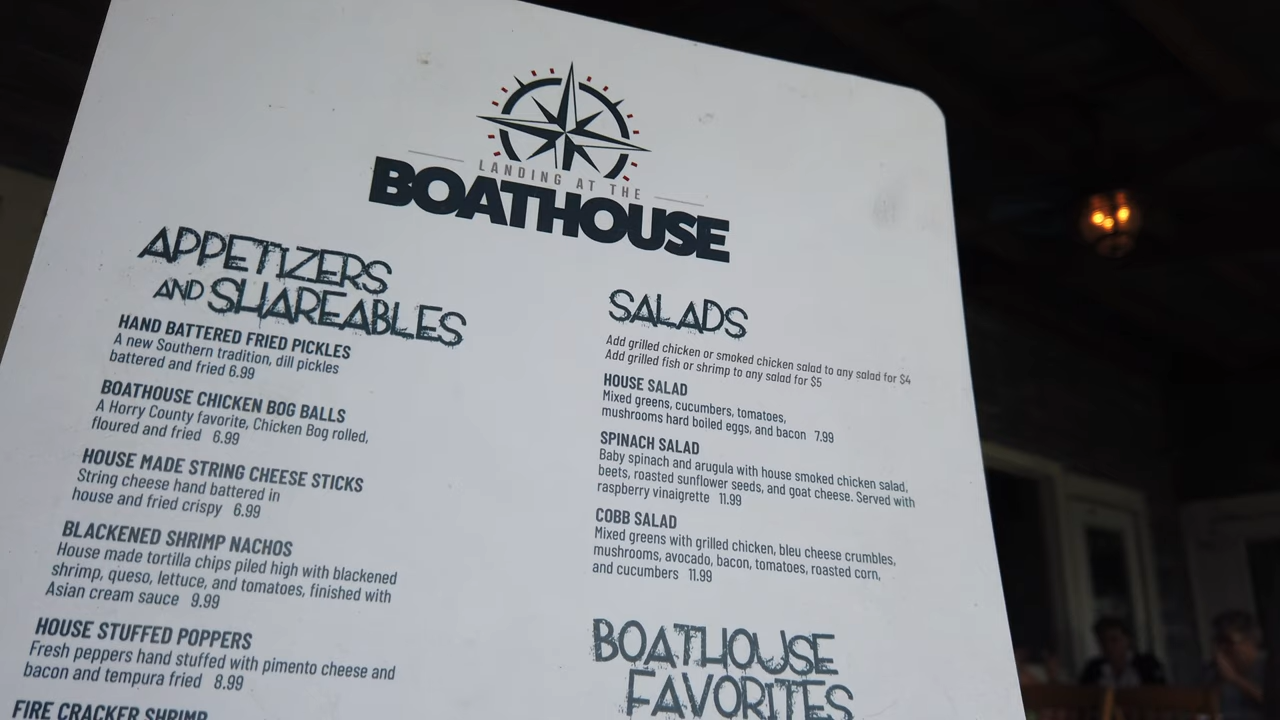 LANDING AT THE
BOATHOUSE
APPETIZERS
AND SHAREABLES
HAND BATTERED FRIED PICKLES
A new Southern tradition, dill pickles
battered and fried 6.99
BOATHOUSE CHICKEN BOG BALLS
A Horry County favorite, Chicken Bog rolled,
floured and fried 6.99
HOUSE MADE STRING CHEESE STICKS
String cheese hand battered in
house and fried crispy 6.99
BLACKENED SHRIMP NACHOS
House made tortilla chips piled high with blackened
shrimp, queso, lettuce, and tomatoes, finished with
Asian cream sauce 9.99
HOUSE STUFFED POPPERS
Fresh peppers hand stuffed with pimento cheese and
bacon and tempura fried 8.99
FIRE CRACKER SHRIMP
SALADS
Add grilled chicken or smoked chicken salad to any salad for $4
Add grilled fish or shrimp to any salad for $5
HOUSE SALAD
Mixed greens, cucumbers, tomatoes,
mushrooms hard boiled eggs, and bacon 7.99
SPINACH SALAD
Baby spinach and arugula with house smoked chicken salad,
beets, roasted sunflower seeds, and goat cheese. Served with
raspberry vinaigrette 11.99
COBB SALAD
Mixed greens with grilled chicken, bleu cheese crumbles,
mushrooms, avocado, bacon, tomatoes, roasted corn,
and cucumbers 11.99
BOATHOUSE
FAVORITES